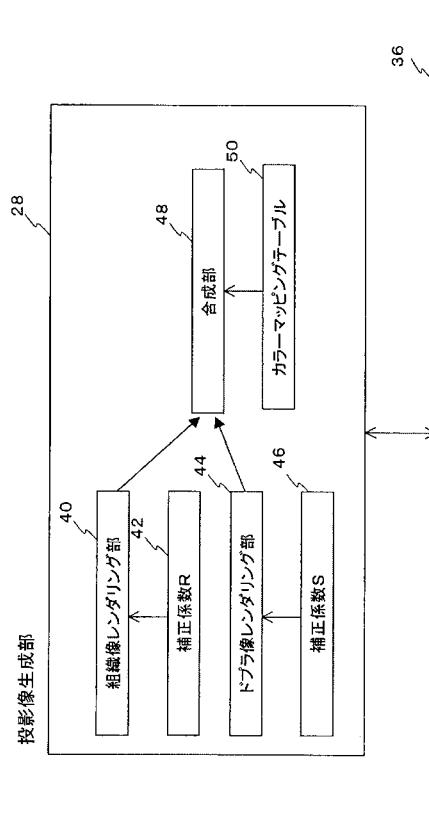 投影像生成部
28
40
組織像レンダリング部
42
補正係数R
44
ドプラ像レンダリング部
46
補正係数S
48
合成部
50
カラーマッピングテーブル
36